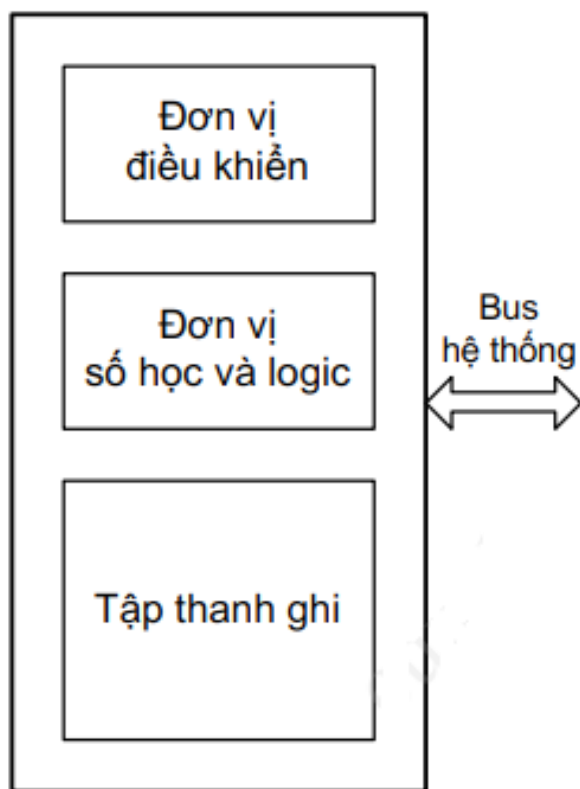 Đơn vị
điều khiển
Đơn vị
số học và logic
Bus
hệ thống
Tập thanh ghi